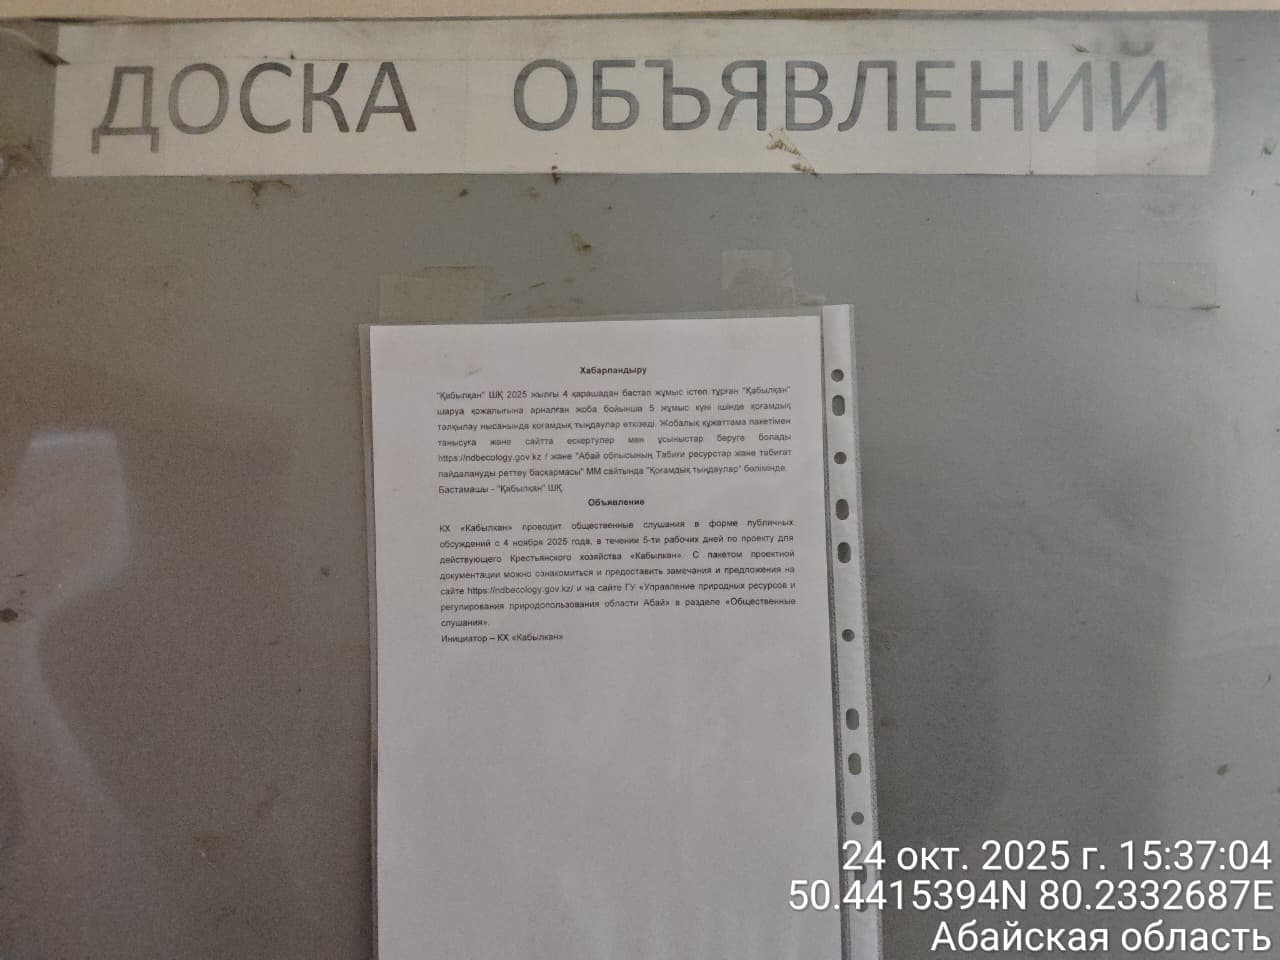 ДОСКА ОБЪЯВЛЕНИЙ
Хабарландыру
"Қабылқан" ШҚ 2025 жылғы 4 қарашадан бастап жұмыс істеп тұрған "Қабылқан"
шаруа қожалығына арналған жоба бойынша 5 жұмыс күні ішінде қоғамдық
талқылау нысанында қоғамдық тыңдаулар өткізеді. Жобалық құжаттама пакетімен
танысуға және сайтта ескертулер мен ұсыныстар беруге болады
https://ndbecology.gov.kz / және "Абай облысының Табиғи ресурстар және табиғат
пайдалануды реттеу басқармасы" ММ сайтында "Қоғамдық тыңдаулар" бөлімінде.
Бастамашы - "Қабылқан" ШҚ.
Объявление
КХ «Кабылкан» проводит общественные слушания в форме публичных
обсуждений с 4 ноября 2025 года, в течении 5-ти рабочих дней по проекту для
действующего Крестьянского хозяйства «Кабылкан». С пакетом проектной
документации можно ознакомиться и предоставить замечания и предложения на
сайте https://ndbecology.gov.kz/ и на сайте ГУ «Управление природных ресурсов и
регулирования природопользования области Абай» в разделе «Общественные
слушания».
Инициатор – КХ «Кабылкан»
24 окт. 2025 г. 15:37:04
50.4415394N 80.2332687E
Абайская область